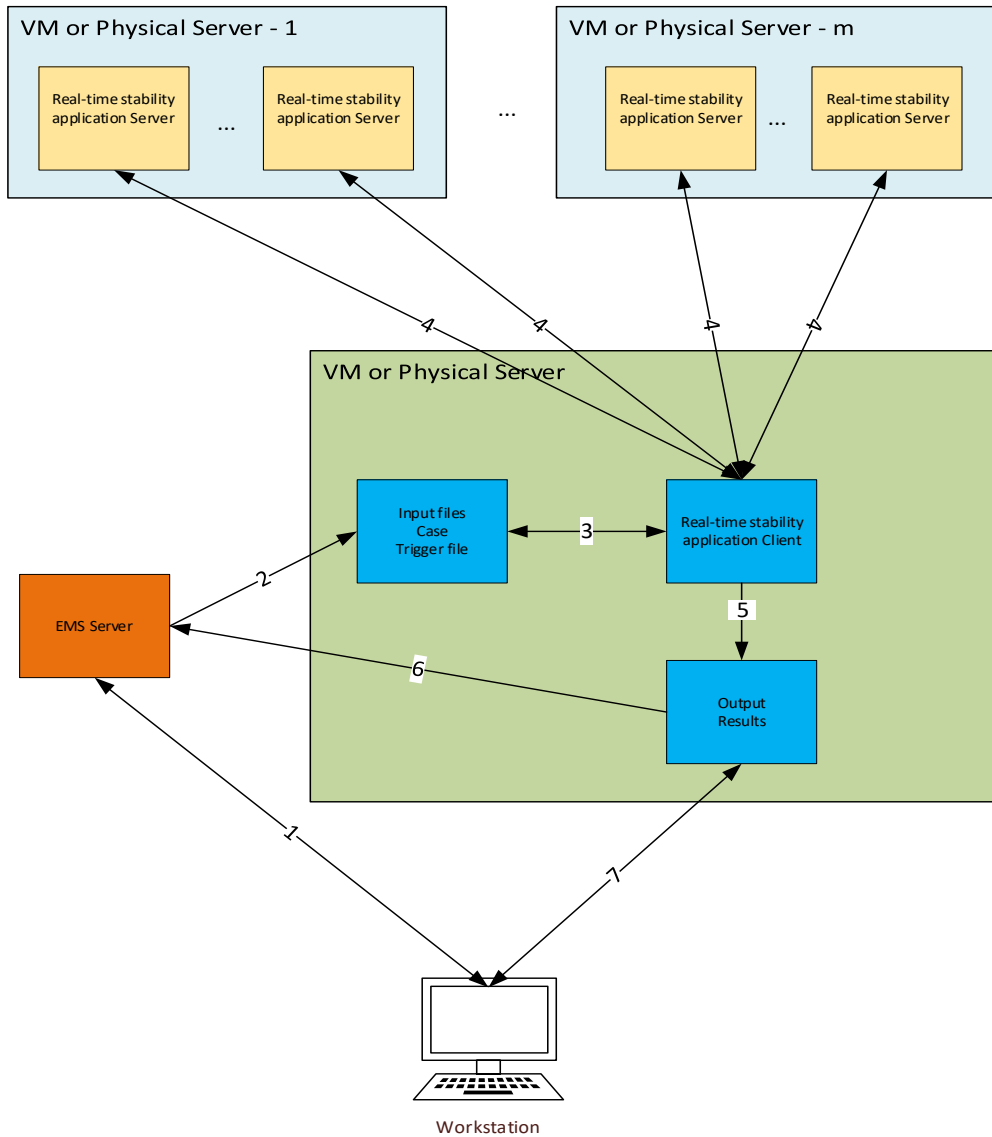 VM or Physical Server - 1
VM or Physical Server - m
Real-time stability
application Server
...
Real-time stability
application Server
...
Real-time stability
application Server
...
Real-time stability
application Server
4
4
4
4
VM or Physical Server
Input files
Case
Trigger file
3
Real-time stability
application Client
2
EMS Server
5
6
Output
Results
1
7
Workstation